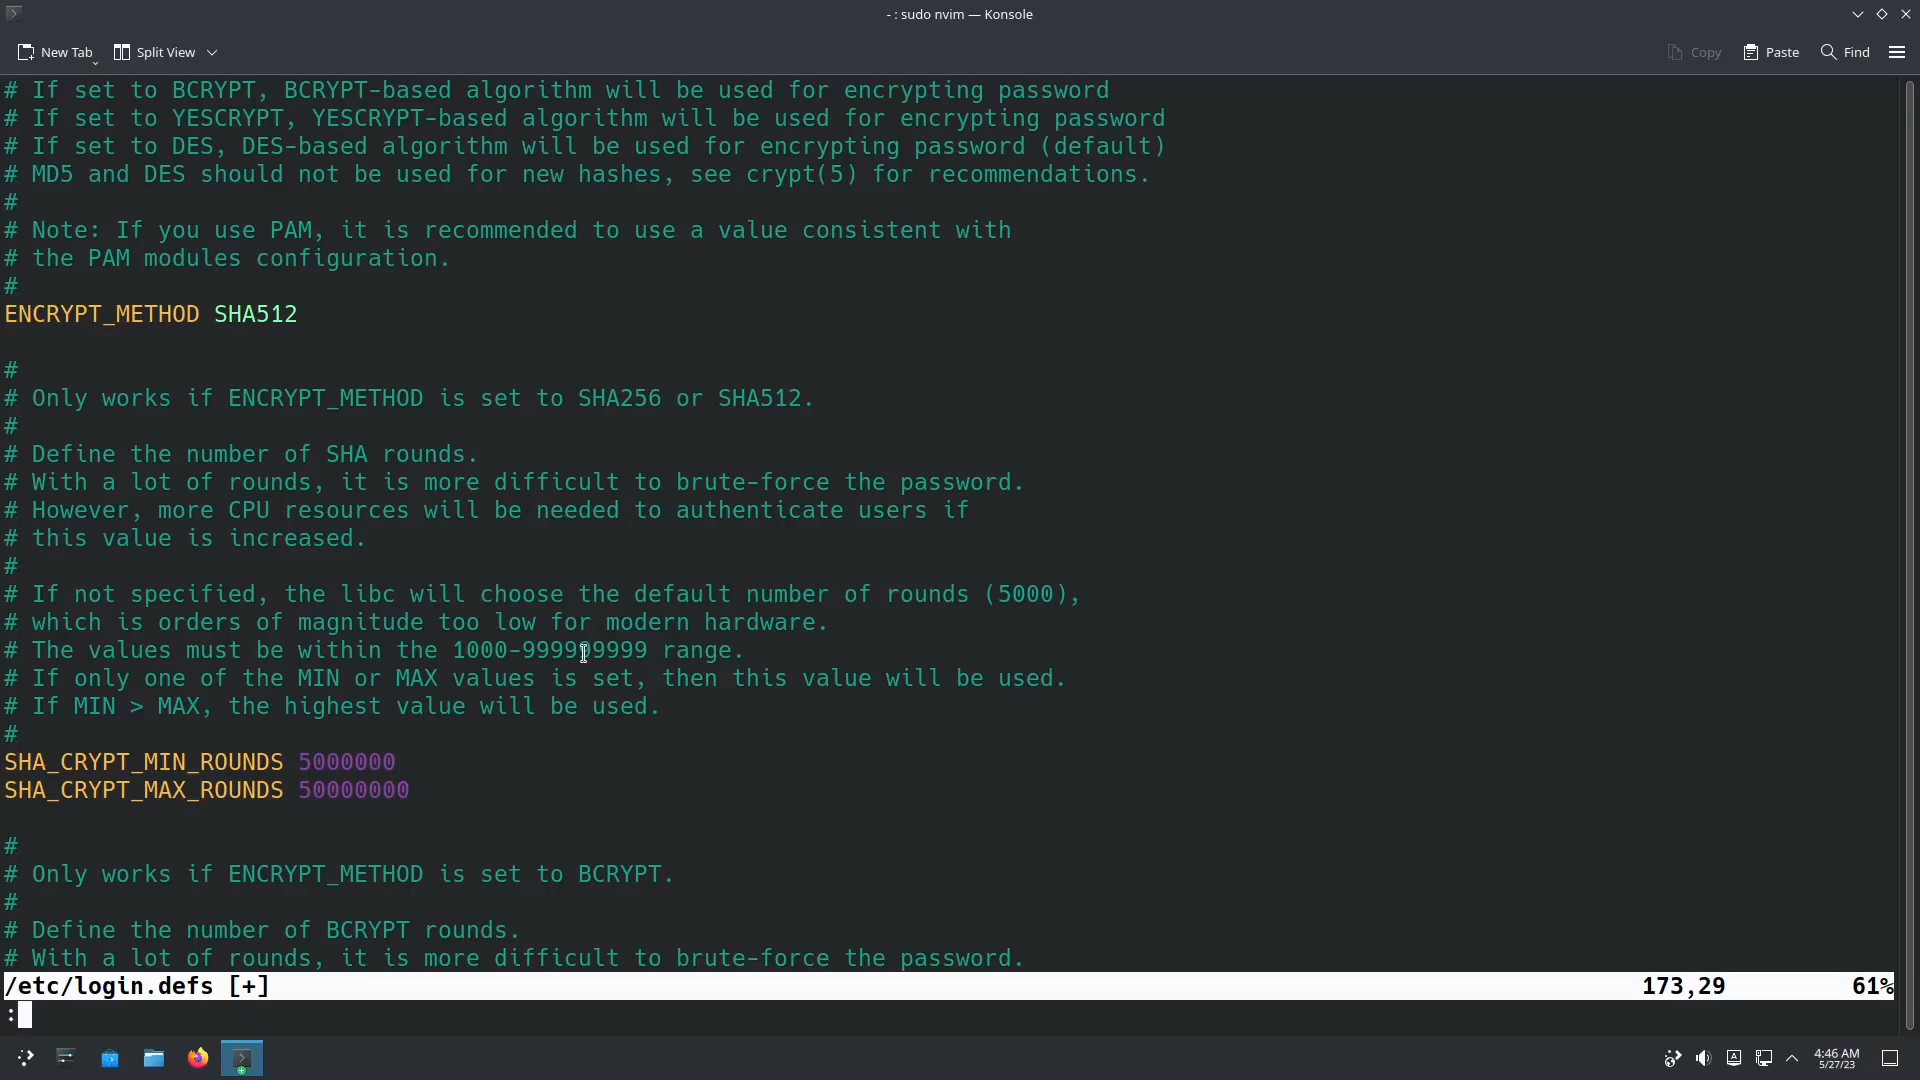 - : sudo nvim — Konsole
New Tab
Split View
Copy
Paste
Find
# If set to BCRYPT, BCRYPT-based algorithm will be used for encrypting password
# If set to YESCRYPT, YESCRYPT-based algorithm will be used for encrypting password
# If set to DES, DES-based algorithm will be used for encrypting password (default)
# MD5 and DES should not be used for new hashes, see crypt(5) for recommendations.
#
# Note: If you use PAM, it is recommended to use a value consistent with
# the PAM modules configuration.
#
ENCRYPT_METHOD SHA512
#
# Only works if ENCRYPT_METHOD is set to SHA256 or SHA512.
#
# Define the number of SHA rounds.
# With a lot of rounds, it is more difficult to brute-force the password.
# However, more CPU resources will be needed to authenticate users if
# this value is increased.
#
# If not specified, the libc will choose the default number of rounds (5000),
# which is orders of magnitude too low for modern hardware.
# The values must be within the 1000-999999999 range.
# If only one of the MIN or MAX values is set, then this value will be used.
# If MIN > MAX, the highest value will be used.
#
SHA_CRYPT_MIN_ROUNDS 5000000
SHA_CRYPT_MAX_ROUNDS 50000000
#
# Only works if ENCRYPT_METHOD is set to BCRYPT.
#
# Define the number of BCRYPT rounds.
# With a lot of rounds, it is more difficult to brute-force the password.
/etc/login.defs [+] 173,29 61%
:
4:46 AM
5/27/23